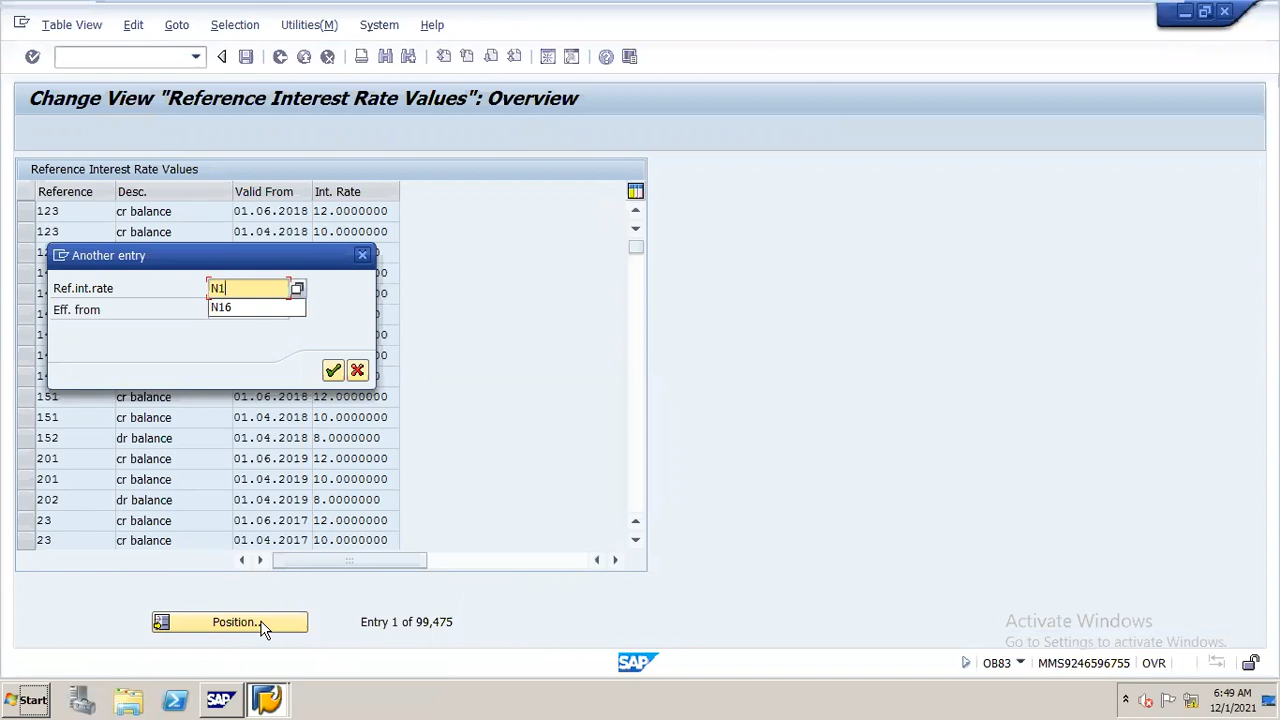 Table View Edit Goto Selection Utilities(M) System Help
Change View "Reference Interest Rate Values": Overview
Reference Interest Rate Values
Reference Desc. Valid From Int. Rate
123 cr balance 01.06.2018 12.0000000
123 cr balance 01.04.2018 10.0000000
Another entry
Ref.int.rate N1
N16
Eff. from
151 cr balance 01.06.2018 12.0000000
151 cr balance 01.04.2018 10.0000000
152 dr balance 01.04.2018 8.0000000
201 cr balance 01.06.2019 12.0000000
201 cr balance 01.04.2019 10.0000000
202 dr balance 01.04.2019 8.0000000
23 cr balance 01.06.2017 12.0000000
23 cr balance 01.04.2017 10.0000000
Position.. Entry 1 of 99,475
Activate Windows
Go to Settings to activate Windows.
SAP OB83 MMS9246596755 OVR
Start SAP 6:49 AM
12/1/2021